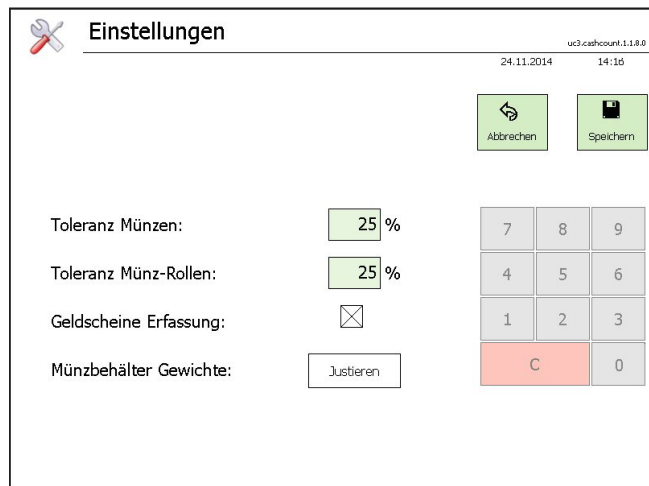 Einstellungen
uc3.cashcount.1.1.8.0
24.11.2014 14:16
Abbrechen Speichern
Toleranz Münzen: 25 %
Toleranz Münz-Rollen: 25 %
Geldscheine Erfassung:
Münzbehälter Gewichte: Justieren
7 8 9
4 5 6
1 2 3
C 0